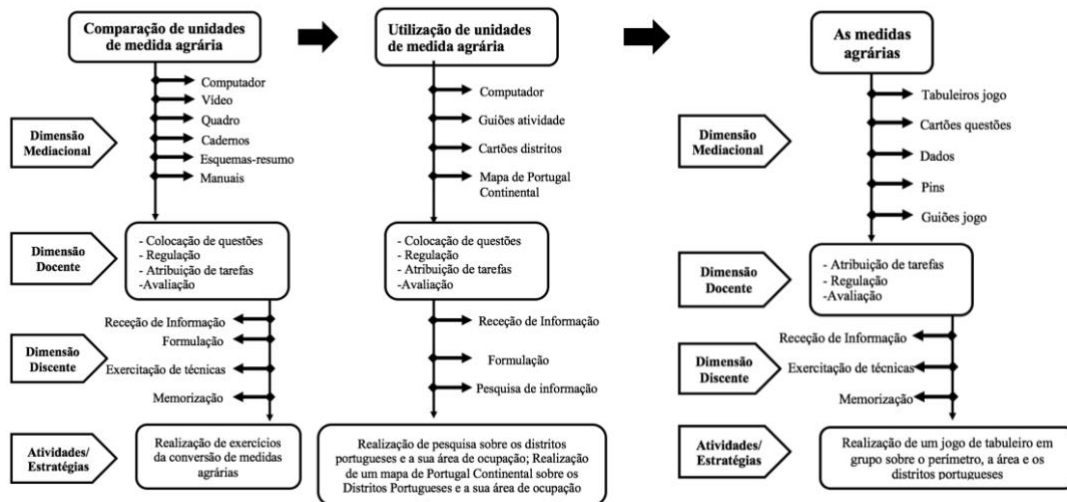 Comparação de unidades
de medida agrária
Computador
Vídeo
Quadro
Cadernos
Esquemas-resumo
Manuais
Dimensão
Mediacional
Dimensão
Docente
- Colocação de questões
- Regulação
- Atribuição de tarefas
-Avaliação
Dimensão
Discente
Receção de Informação
Formulação
Exercitação de técnicas
Memorização
Atividades/
Estratégias
Realização de exercícios
da conversão de medidas
agrárias
Utilização de unidades
de medida agrária
Computador
Guiões atividade
Cartões distritos
Mapa de Portugal
Continental
- Colocação de questões
- Regulação
- Atribuição de tarefas
-Avaliação
Receção de Informação
Formulação
Pesquisa de informação
Realização de pesquisa sobre os distritos
portugueses e a sua área de ocupação; Realização
de um mapa de Portugal Continental sobre os
Distritos Portugueses e a sua área de ocupação
As medidas
agrárias
Tabuleiros jogo
Cartões questões
Dados
Pins
Guiões jogo
Dimensão
Mediacional
Dimensão
Docente
- Atribuição de tarefas
- Regulação
-Avaliação
Dimensão
Discente
Receção de Informação
Exercitação de técnicas
Memorização
Atividades/
Estratégias
Realização de um jogo de tabuleiro em
grupo sobre o perímetro, a área e os
distritos portugueses